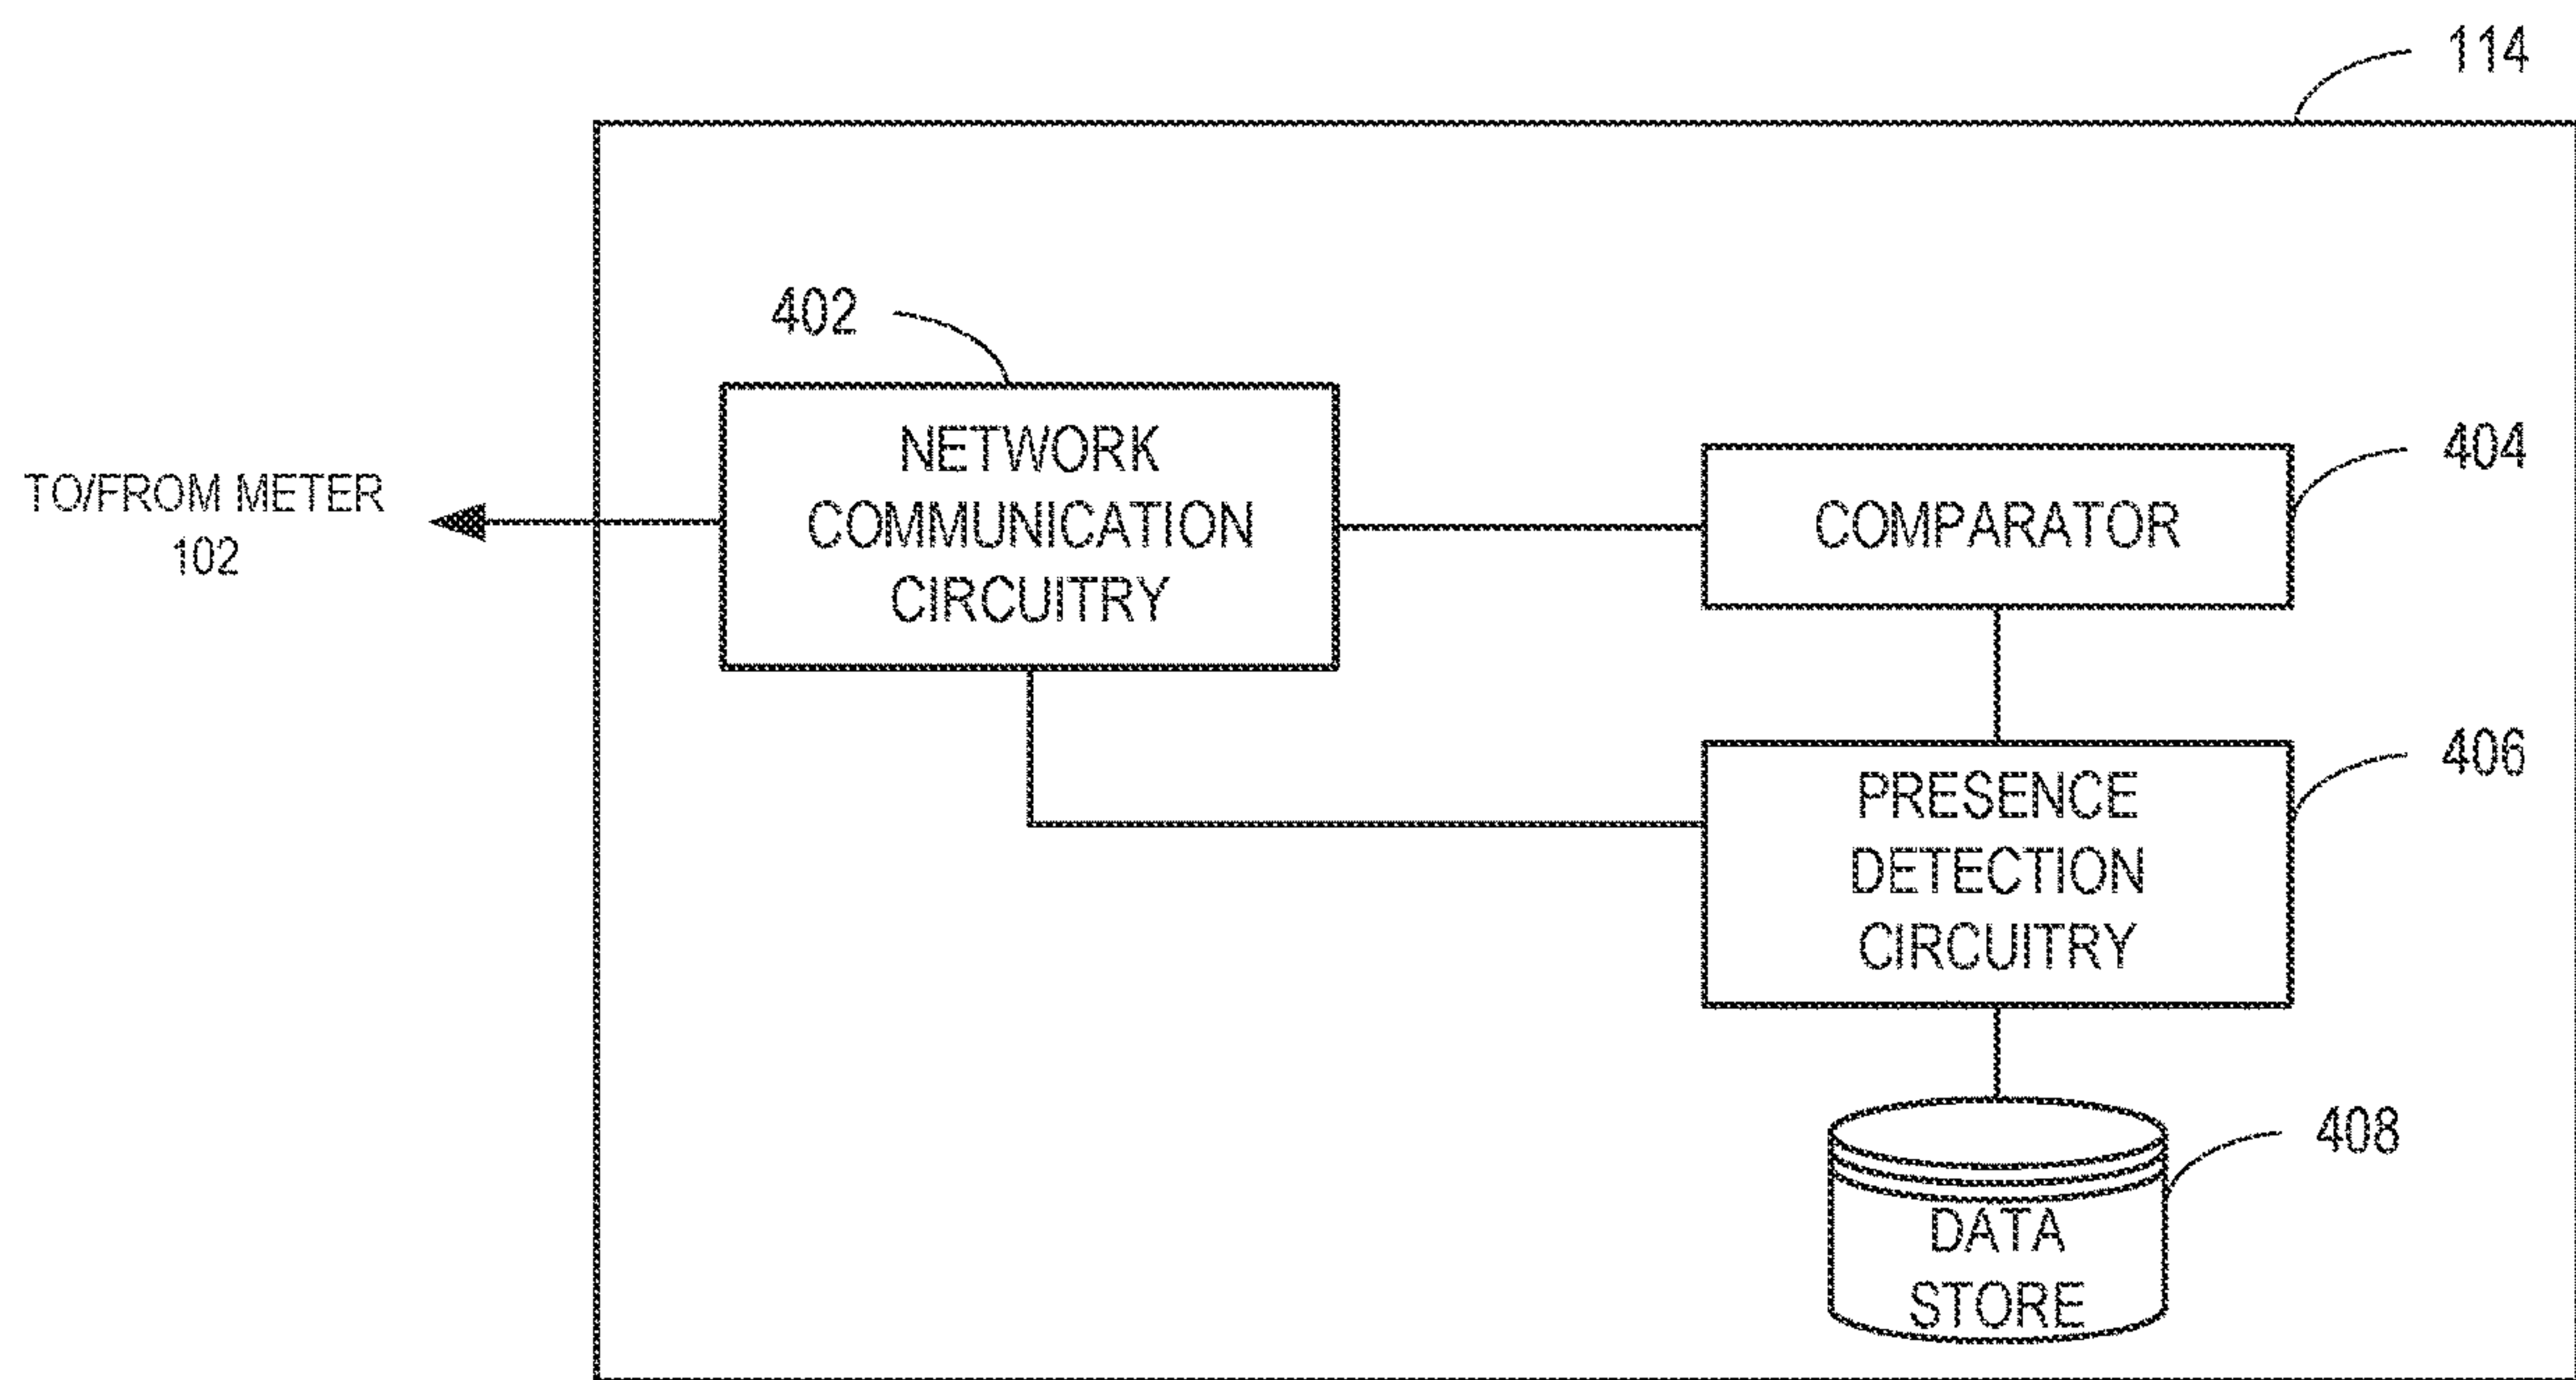 114
402
NETWORK
COMMUNICATION
CIRCUITRY
TO/FROM METER
102
404
COMPARATOR
406
PRESENCE
DETECTION
CIRCUITRY
408
DATA
STORE